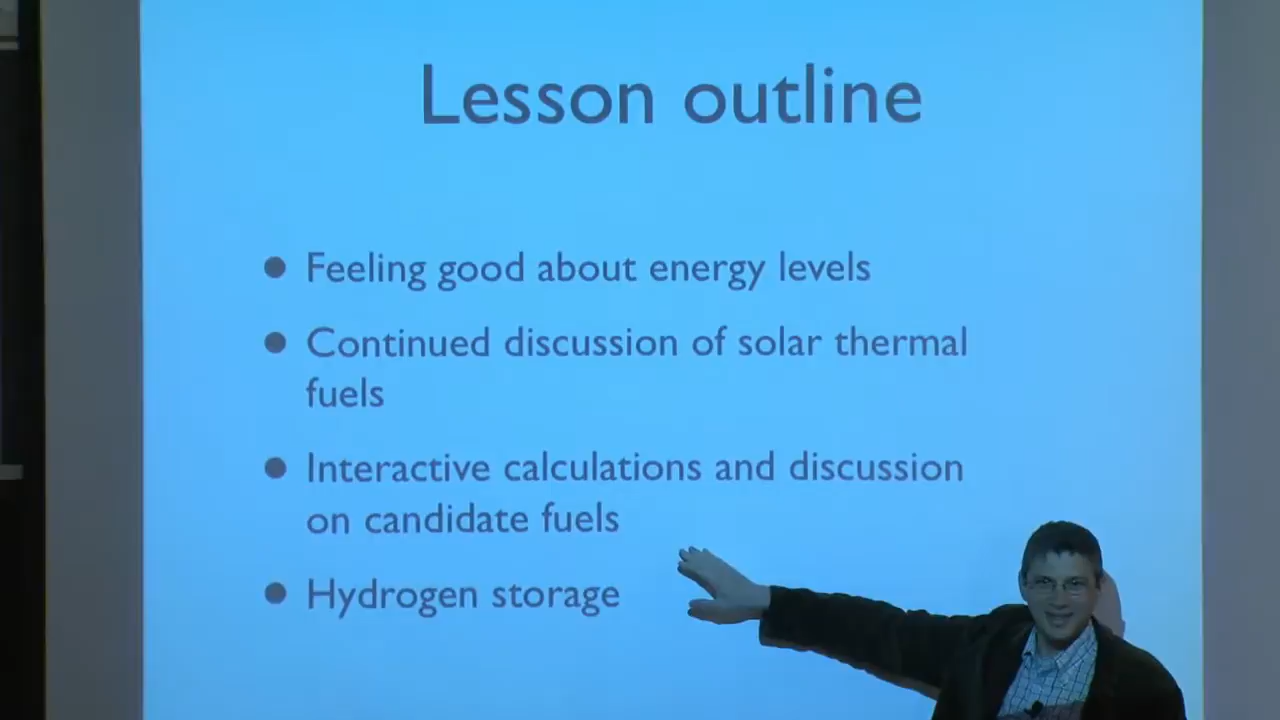 Lesson outline
● Feeling good about energy levels
● Continued discussion of solar thermal
fuels
● Interactive calculations and discussion
on candidate fuels
● Hydrogen storage